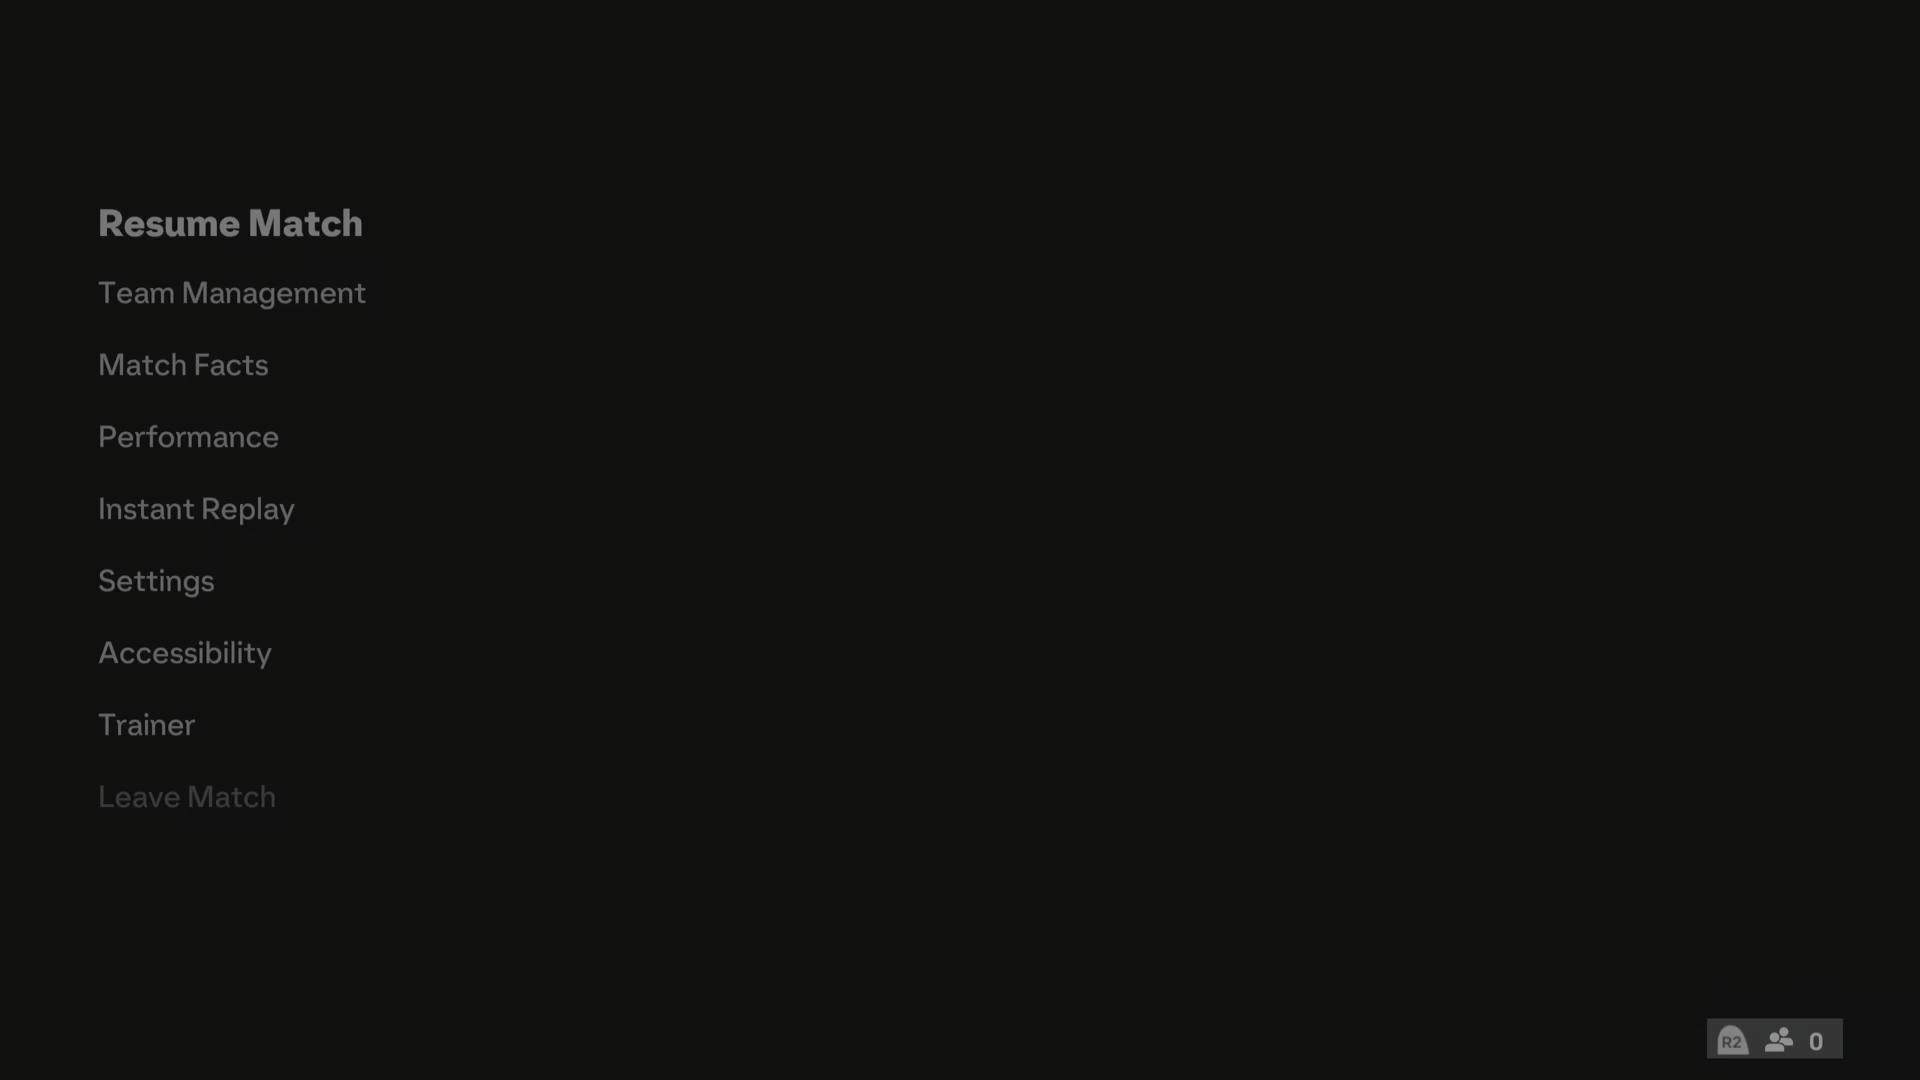 Resume Match
Team Management
Match Facts
Performance
Instant Replay
Settings
Accessibility
Trainer
Leave Match
R2 0